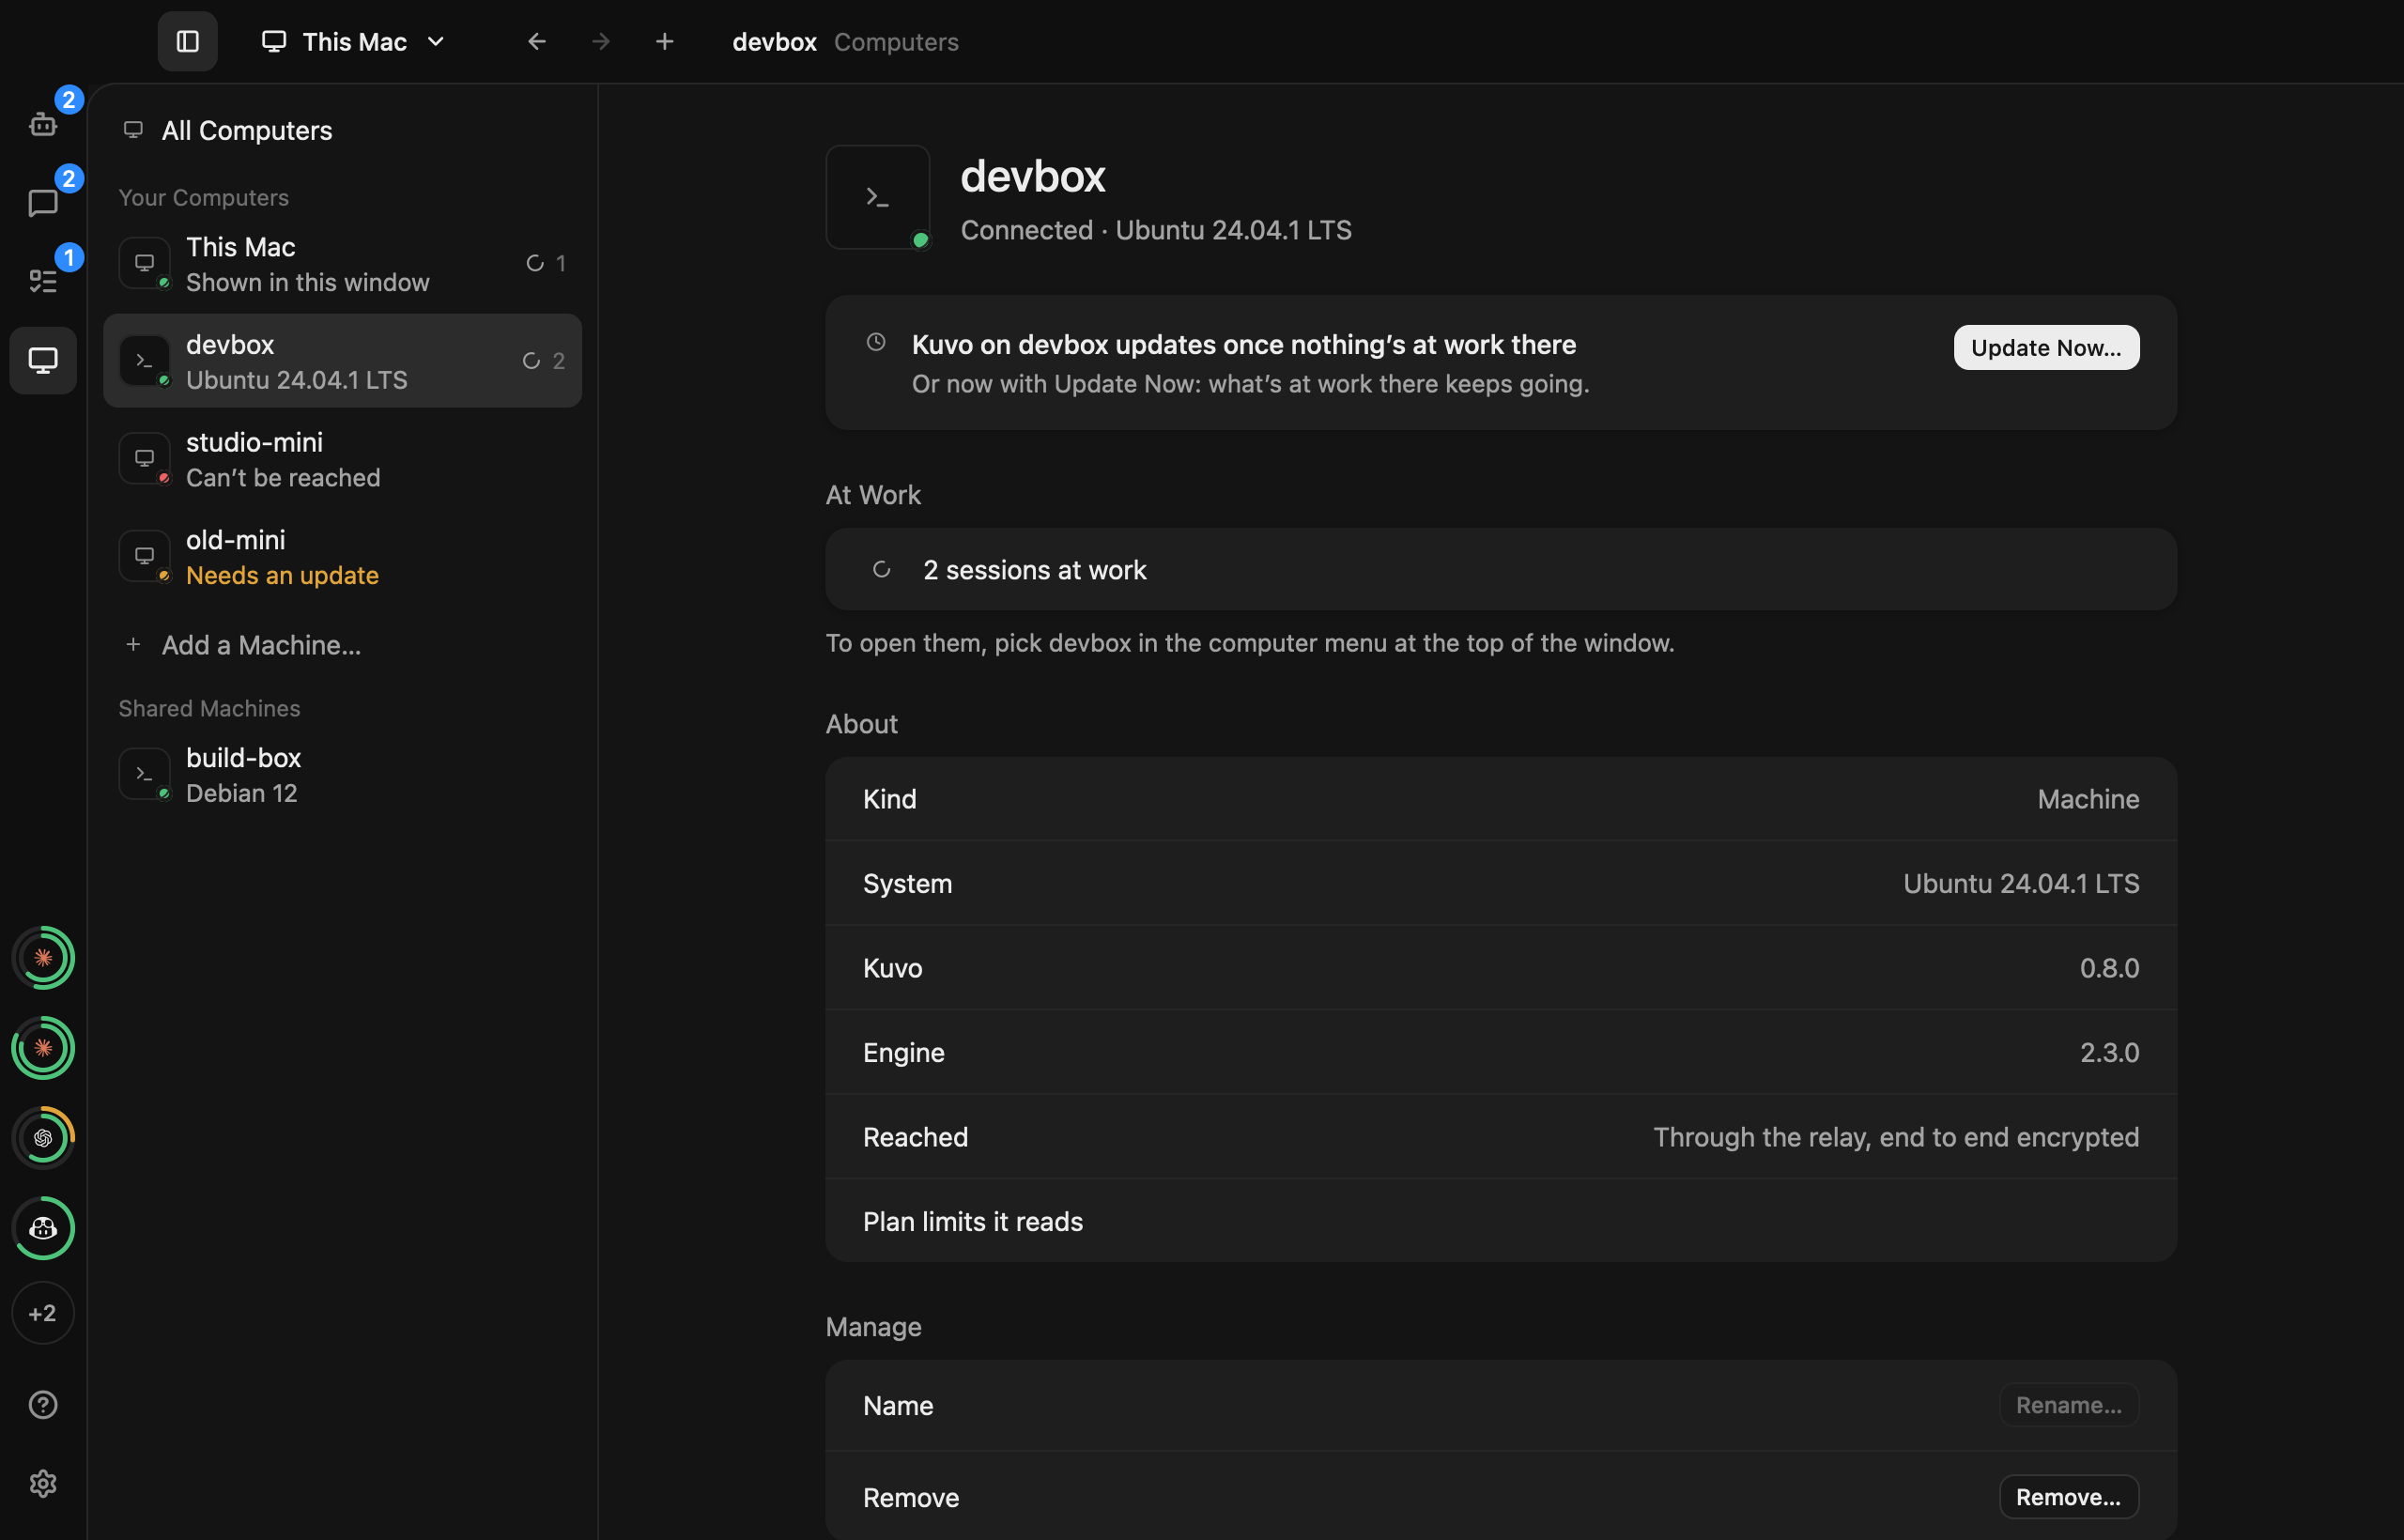 This Mac
devbox Computers
2
2
1
All Computers
Your Computers
This Mac
Shown in this window
1
devbox
Ubuntu 24.04.1 LTS
2
studio-mini
Can’t be reached
old-mini
Needs an update
+ Add a Machine...
Shared Machines
build-box
Debian 12
+2
devbox
Connected · Ubuntu 24.04.1 LTS
Kuvo on devbox updates once nothing’s at work there
Or now with Update Now: what’s at work there keeps going.
Update Now...
At Work
2 sessions at work
To open them, pick devbox in the computer menu at the top of the window.
About
Kind Machine
System Ubuntu 24.04.1 LTS
Kuvo 0.8.0
Engine 2.3.0
Reached Through the relay, end to end encrypted
Plan limits it reads
Manage
Name Rename...
Remove Remove...